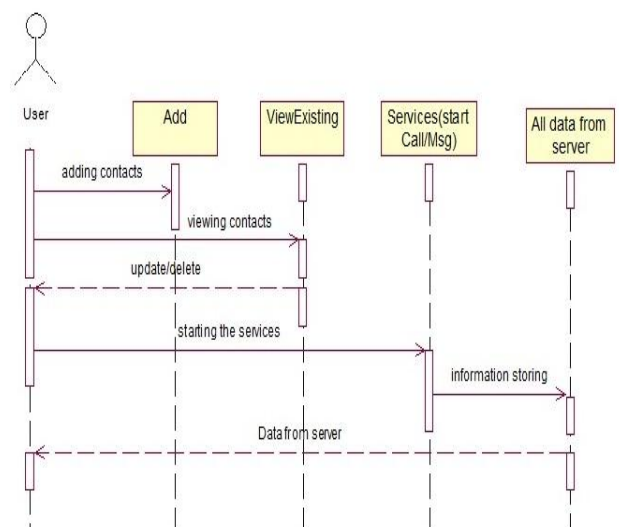 User
Add
ViewExisting
Services(start
Call/Msg)
All data from
server
adding contacts
viewing contacts
update/delete
starting the services
information storing
Data from server